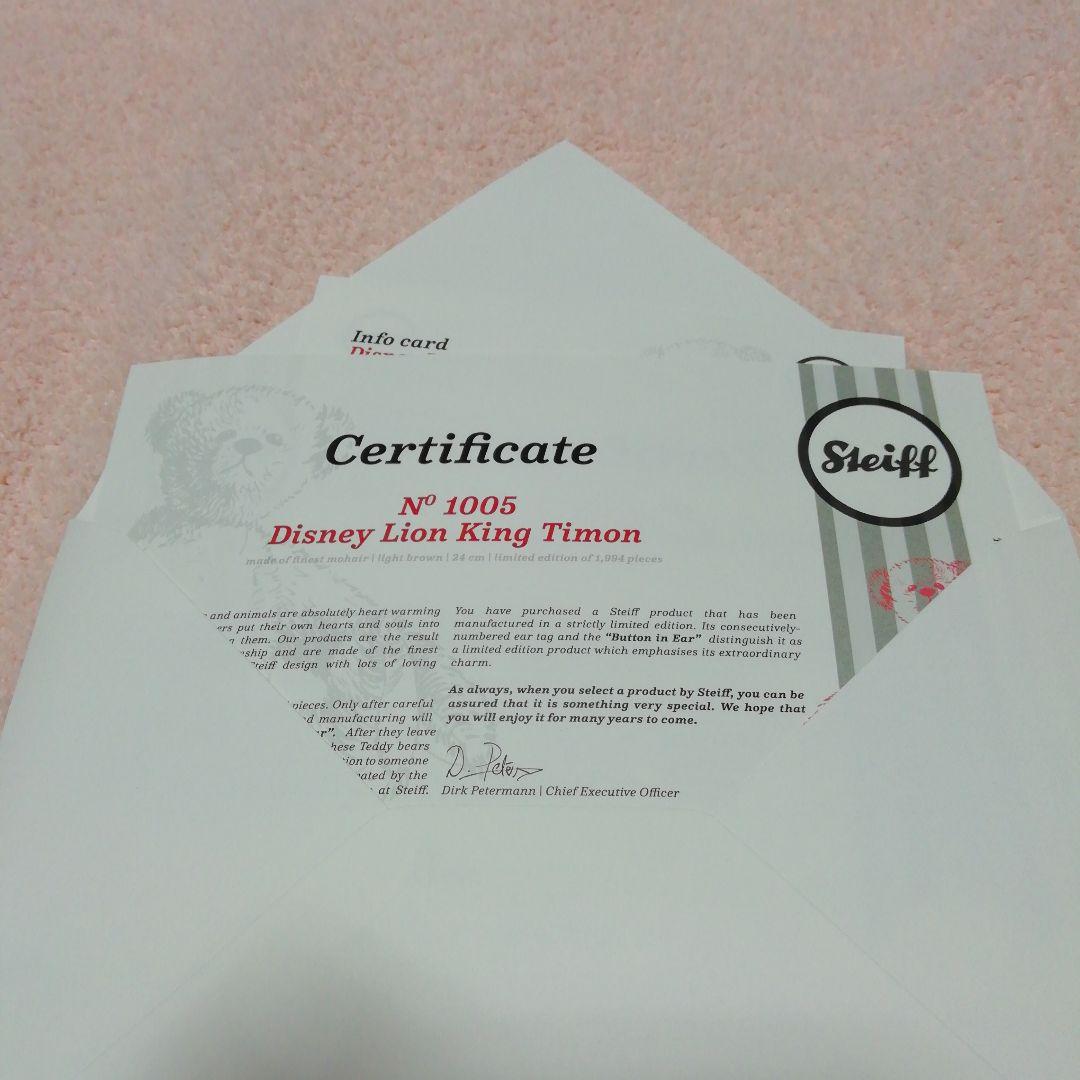 Info card
Certificate
Steiff
Nº 1005
Disney Lion King Timon
made of finest mohair | light brown | 24 cm | limited edition of 1,994 pieces
and animals are absolutely heart warming
put their own hearts and souls into
them. Our products are the result
and are made of the finest
Steiff design with lots of loving
pieces. Only after careful
manufacturing will
After they leave
these Teddy bears
to someone
by the
at Steiff.
You have purchased a Steiff product that has been
manufactured in a strictly limited edition. Its consecutively-
numbered ear tag and the “Button in Ear” distinguish it as
a limited edition product which emphasises its extraordinary
charm.
As always, when you select a product by Steiff, you can be
assured that it is something very special. We hope that
you will enjoy it for many years to come.
D. Peter
Dirk Petermann | Chief Executive Officer